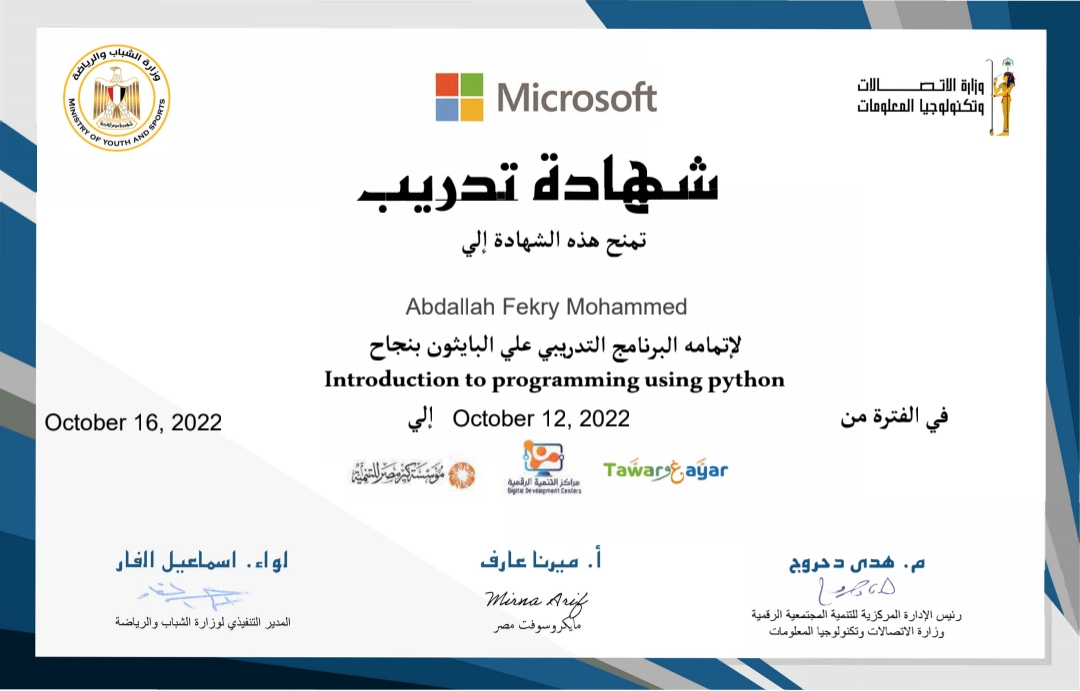 وزارة الشباب والرياضة
MINISTRY OF YOUTH AND SPORTS
Microsoft
وزارة الاتصالات
وتكنولوجيا المعلومات
شهادة تدريب
تمنح هذه الشهادة إلي
Abdallah Fekry Mohammed
لإتمامه البرنامج التدريبي علي البايثون بنجاح
Introduction to programming using python
في الفترة من October 12, 2022 إلي October 16, 2022
مؤسسة كير مصر للتنمية
مراكز التنمية الرقمية
Digital Development Centers
Tawar و غ ayar
م. هدى دحروج
رئيس الإدارة المركزية للتنمية المجتمعية الرقمية
وزارة الاتصالات وتكنولوجيا المعلومات
أ. ميرنا عارف
Mirna Arif
مايكروسوفت مصر
لواء. اسماعيل الفار
المدير التنفيذي لوزارة الشباب والرياضة